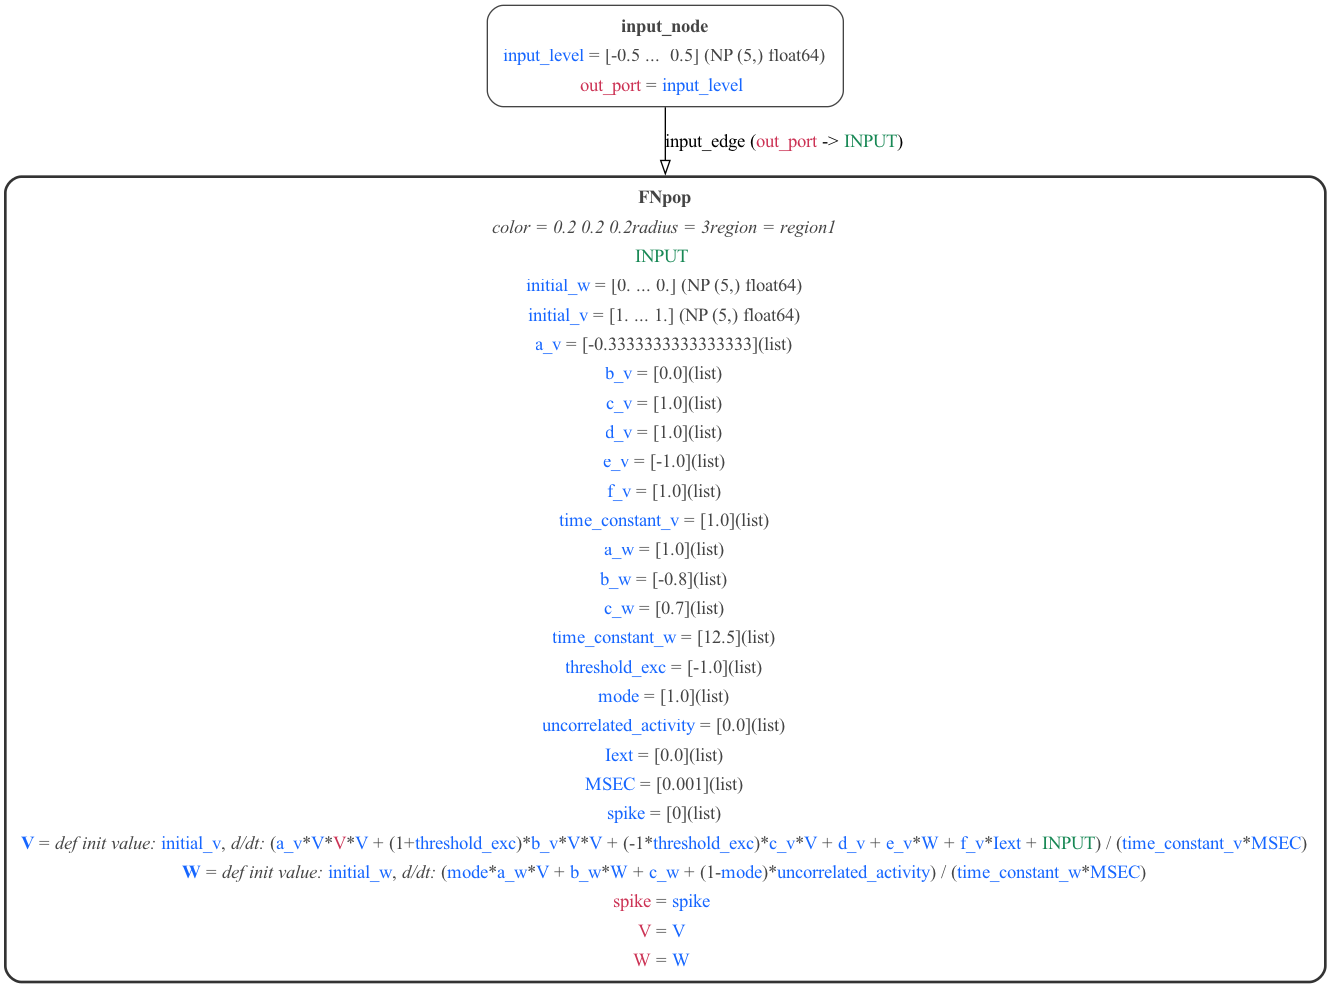 input_node
input_level = [-0.5 ...  0.5] (NP (5,) float64)
out_port = input_level
input_edge (out_port -> INPUT)
FNpop
color = 0.2 0.2 0.2radius = 3region = region1
INPUT
initial_w = [0. ... 0.] (NP (5,) float64)
initial_v = [1. ... 1.] (NP (5,) float64)
a_v = [-0.3333333333333333](list)
b_v = [0.0](list)
c_v = [1.0](list)
d_v = [1.0](list)
e_v = [-1.0](list)
f_v = [1.0](list)
time_constant_v = [1.0](list)
a_w = [1.0](list)
b_w = [-0.8](list)
c_w = [0.7](list)
time_constant_w = [12.5](list)
threshold_exc = [-1.0](list)
mode = [1.0](list)
uncorrelated_activity = [0.0](list)
Iext = [0.0](list)
MSEC = [0.001](list)
spike = [0](list)
V = def init value: initial_v, d/dt: (a_v*V*V*V + (1+threshold_exc)*b_v*V*V + (-1*threshold_exc)*c_v*V + d_v + e_v*W + f_v*Iext + INPUT) / (time_constant_v*MSEC)
W = def init value: initial_w, d/dt: (mode*a_w*V + b_w*W + c_w + (1-mode)*uncorrelated_activity) / (time_constant_w*MSEC)
spike = spike
V = V
W = W